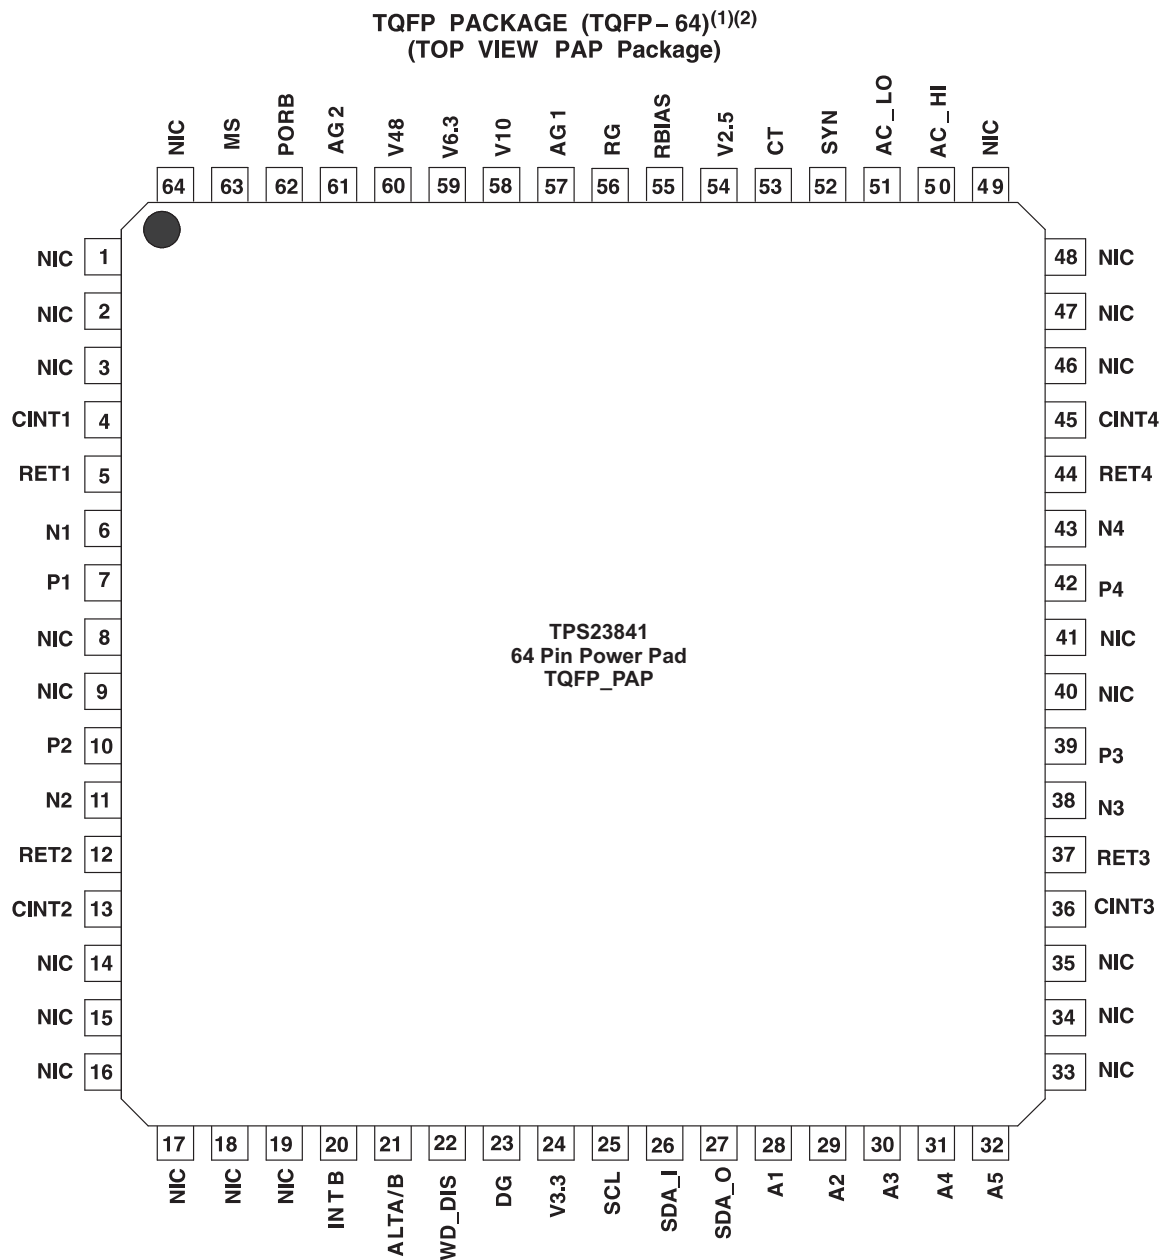 TQFP PACKAGE (TQFP–64)(1)(2)
(TOP VIEW PAP Package)
NIC MS PORB AG2 V48 V6.3 V10 AG1 RG RBIAS V2.5 CT SYN AC_LO AC_HI NIC
64 63 62 61 60 59 58 57 56 55 54 53 52 51 50 49
NIC 1 48 NIC
NIC 2 47 NIC
NIC 3 46 NIC
CINT1 4 45 CINT4
RET1 5 44 RET4
N1 6 43 N4
P1 7 42 P4
NIC 8 41 NIC
TPS23841
64 Pin Power Pad
TQFP_PAP
NIC 9 40 NIC
P2 10 39 P3
N2 11 38 N3
RET2 12 37 RET3
CINT2 13 36 CINT3
NIC 14 35 NIC
NIC 15 34 NIC
NIC 16 33 NIC
17 18 19 20 21 22 23 24 25 26 27 28 29 30 31 32
NIC NIC NIC INTB ALTA/B WD_DIS DG V3.3 SCL SDA_I SDA_O A1 A2 A3 A4 A5